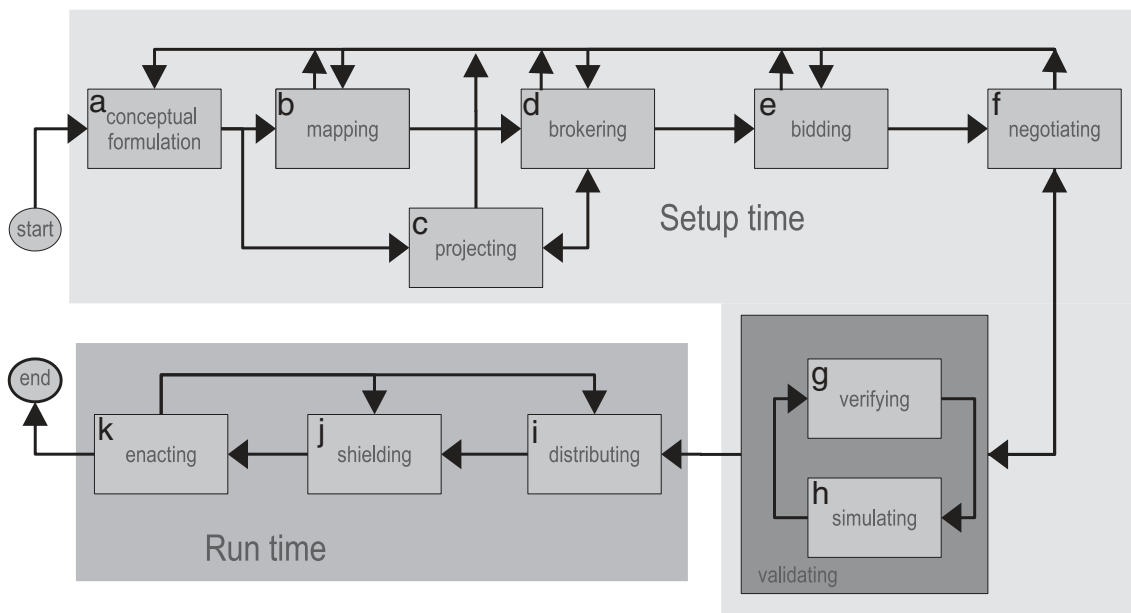 a
conceptual
formulation
b
mapping
d
brokering
e
bidding
f
negotiating
start
c
projecting
Setup time
end
k
enacting
j
shielding
i
distributing
g
verifying
h
simulating
Run time
validating